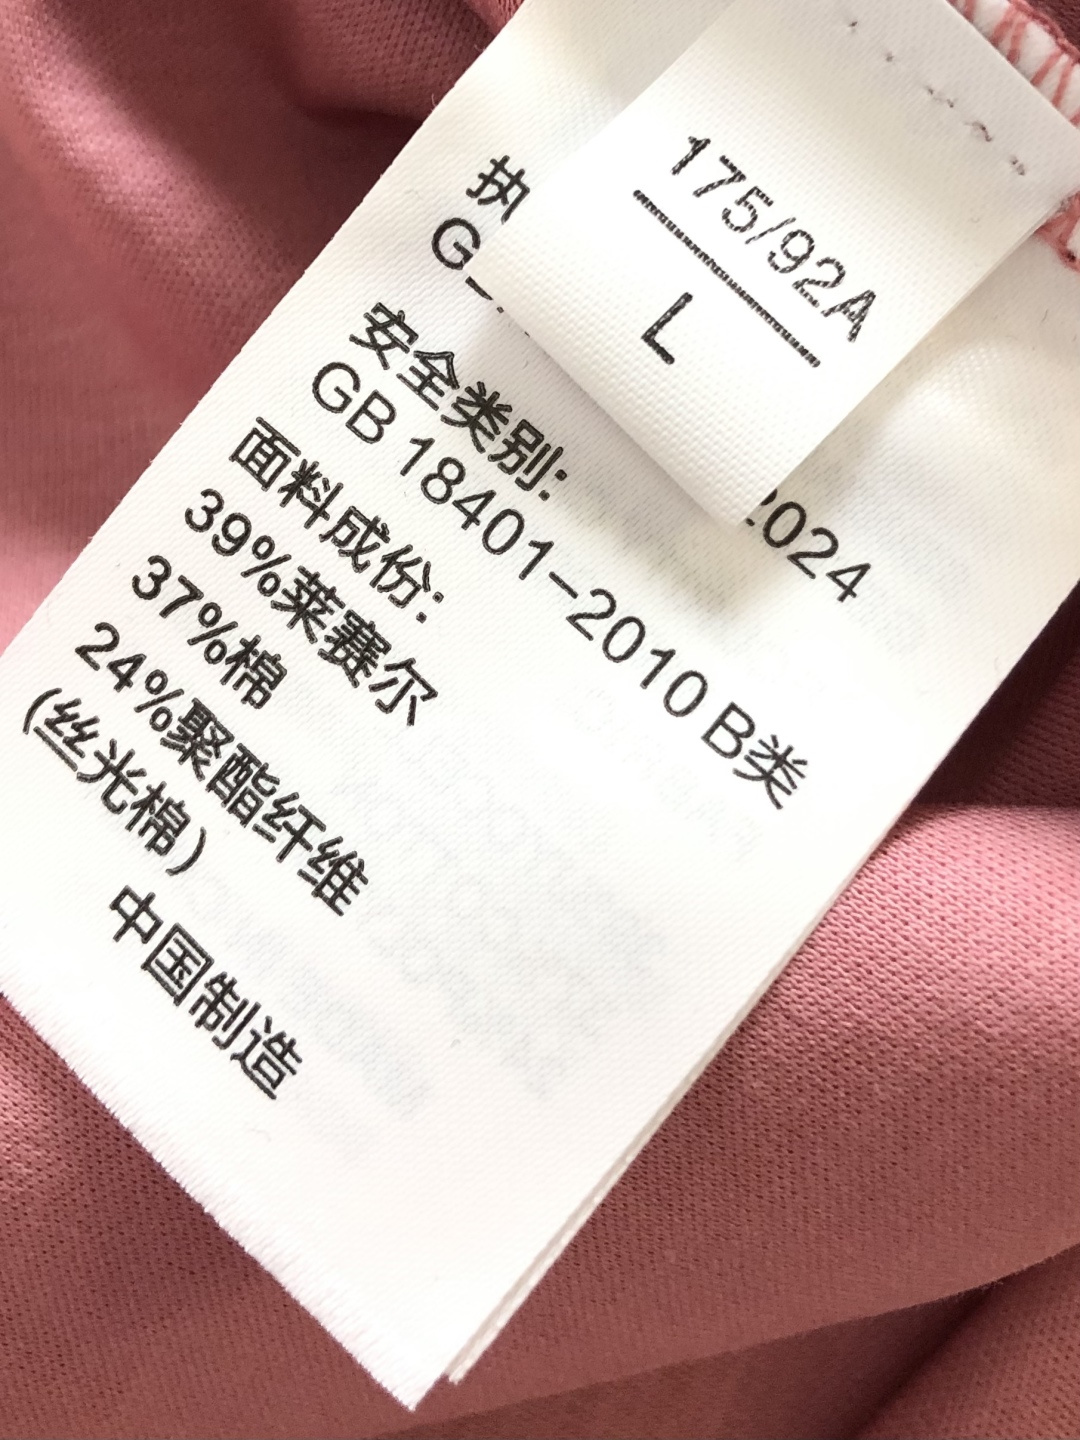 175/92A
L
执
2024
安全类别:
GB 18401-2010 B类
面料成份:
39%莱赛尔
37%棉
24%聚酯纤维
(丝光棉)
中国制造